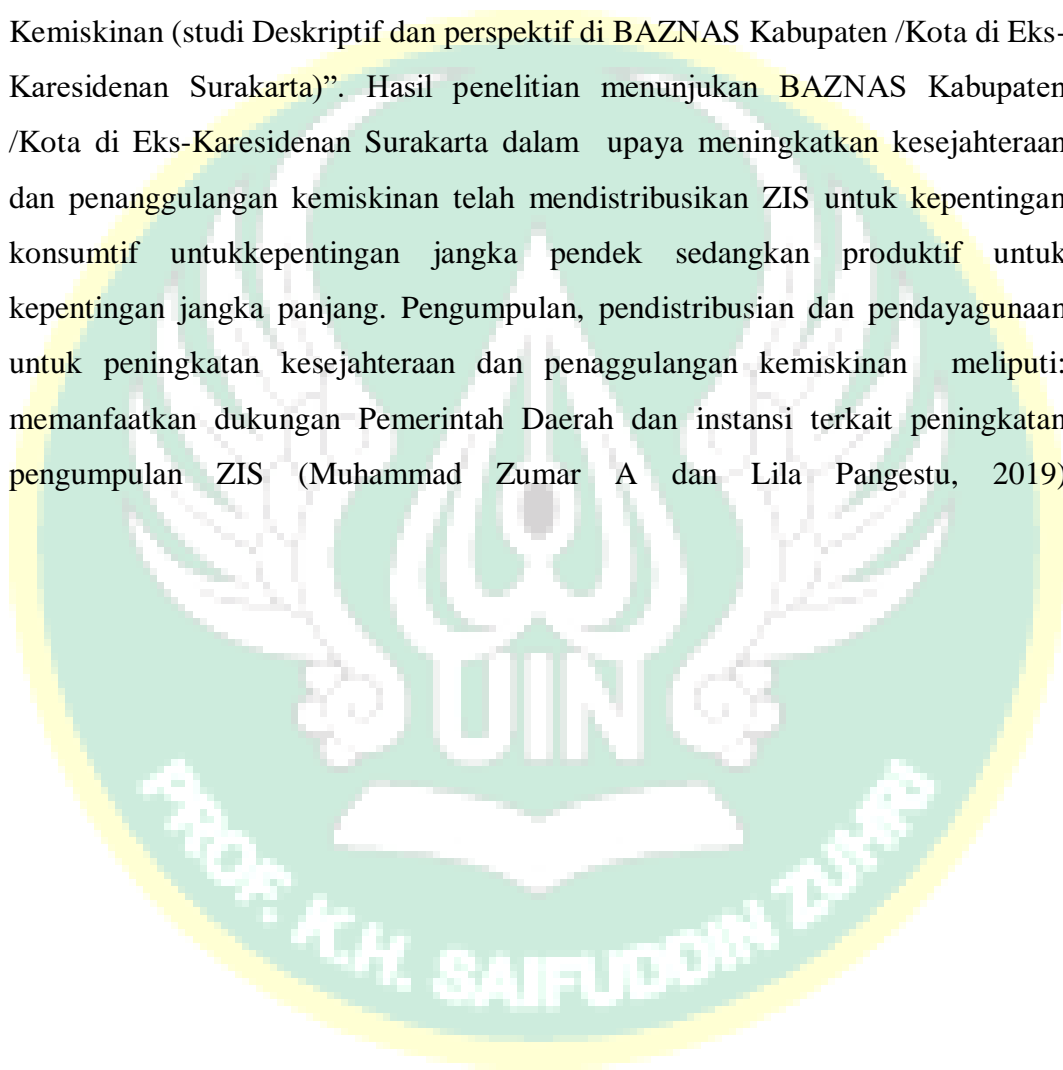 Kemiskinan (studi Deskriptif dan perspektif di BAZNAS Kabupaten /Kota di Eks-
Karesidenan Surakarta)”. Hasil penelitian menunjukan BAZNAS Kabupaten
/Kota di Eks-Karesidenan Surakarta dalam upaya meningkatkan kesejahteraan
dan penanggulangan kemiskinan telah mendistribusikan ZIS untuk kepentingan
konsumtif untukkepentingan jangka pendek sedangkan produktif untuk
kepentingan jangka panjang. Pengumpulan, pendistribusian dan pendayagunaan
untuk peningkatan kesejahteraan dan penaggulangan kemiskinan meliputi:
memanfaatkan dukungan Pemerintah Daerah dan instansi terkait peningkatan
pengumpulan ZIS (Muhammad Zumar A dan Lila Pangestu, 2019)
UIN
PROF. K.H. SAIFUDDIN ZUHRI